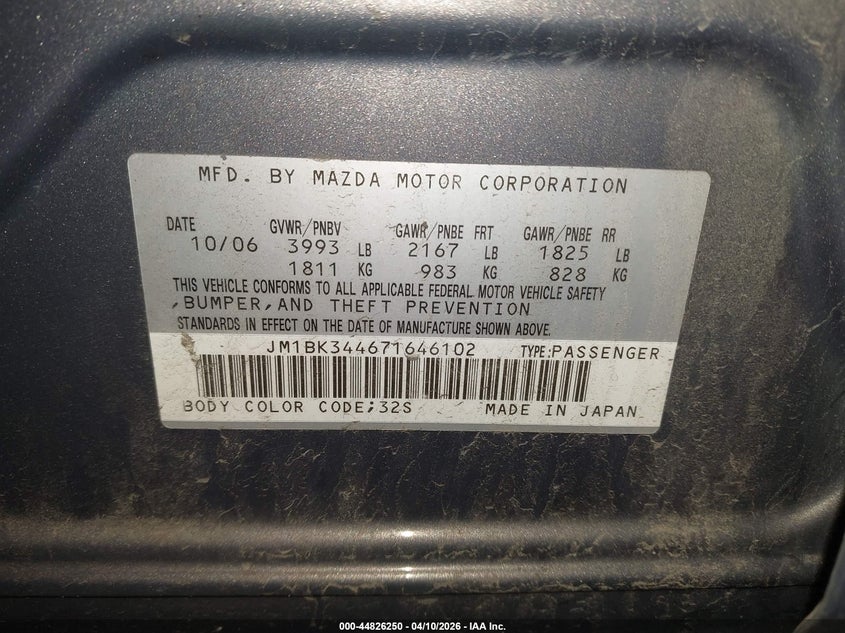 MFD. BY MAZDA MOTOR CORPORATION
DATE GVWR/PNBV GAWR/PNBE FRT GAWR/PNBE RR
10/06 3993 LB 2167 LB 1825 LB
1811 KG 983 KG 828 KG
THIS VEHICLE CONFORMS TO ALL APPLICABLE FEDERAL MOTOR VEHICLE SAFETY
,BUMPER,AND THEFT PREVENTION
STANDARDS IN EFFECT ON THE DATE OF MANUFACTURE SHOWN ABOVE.
JM1BK344671646102 TYPE:PASSENGER
BODY COLOR CODE;32S MADE IN JAPAN
000-44826250 - 04/10/2026 - IAA Inc.